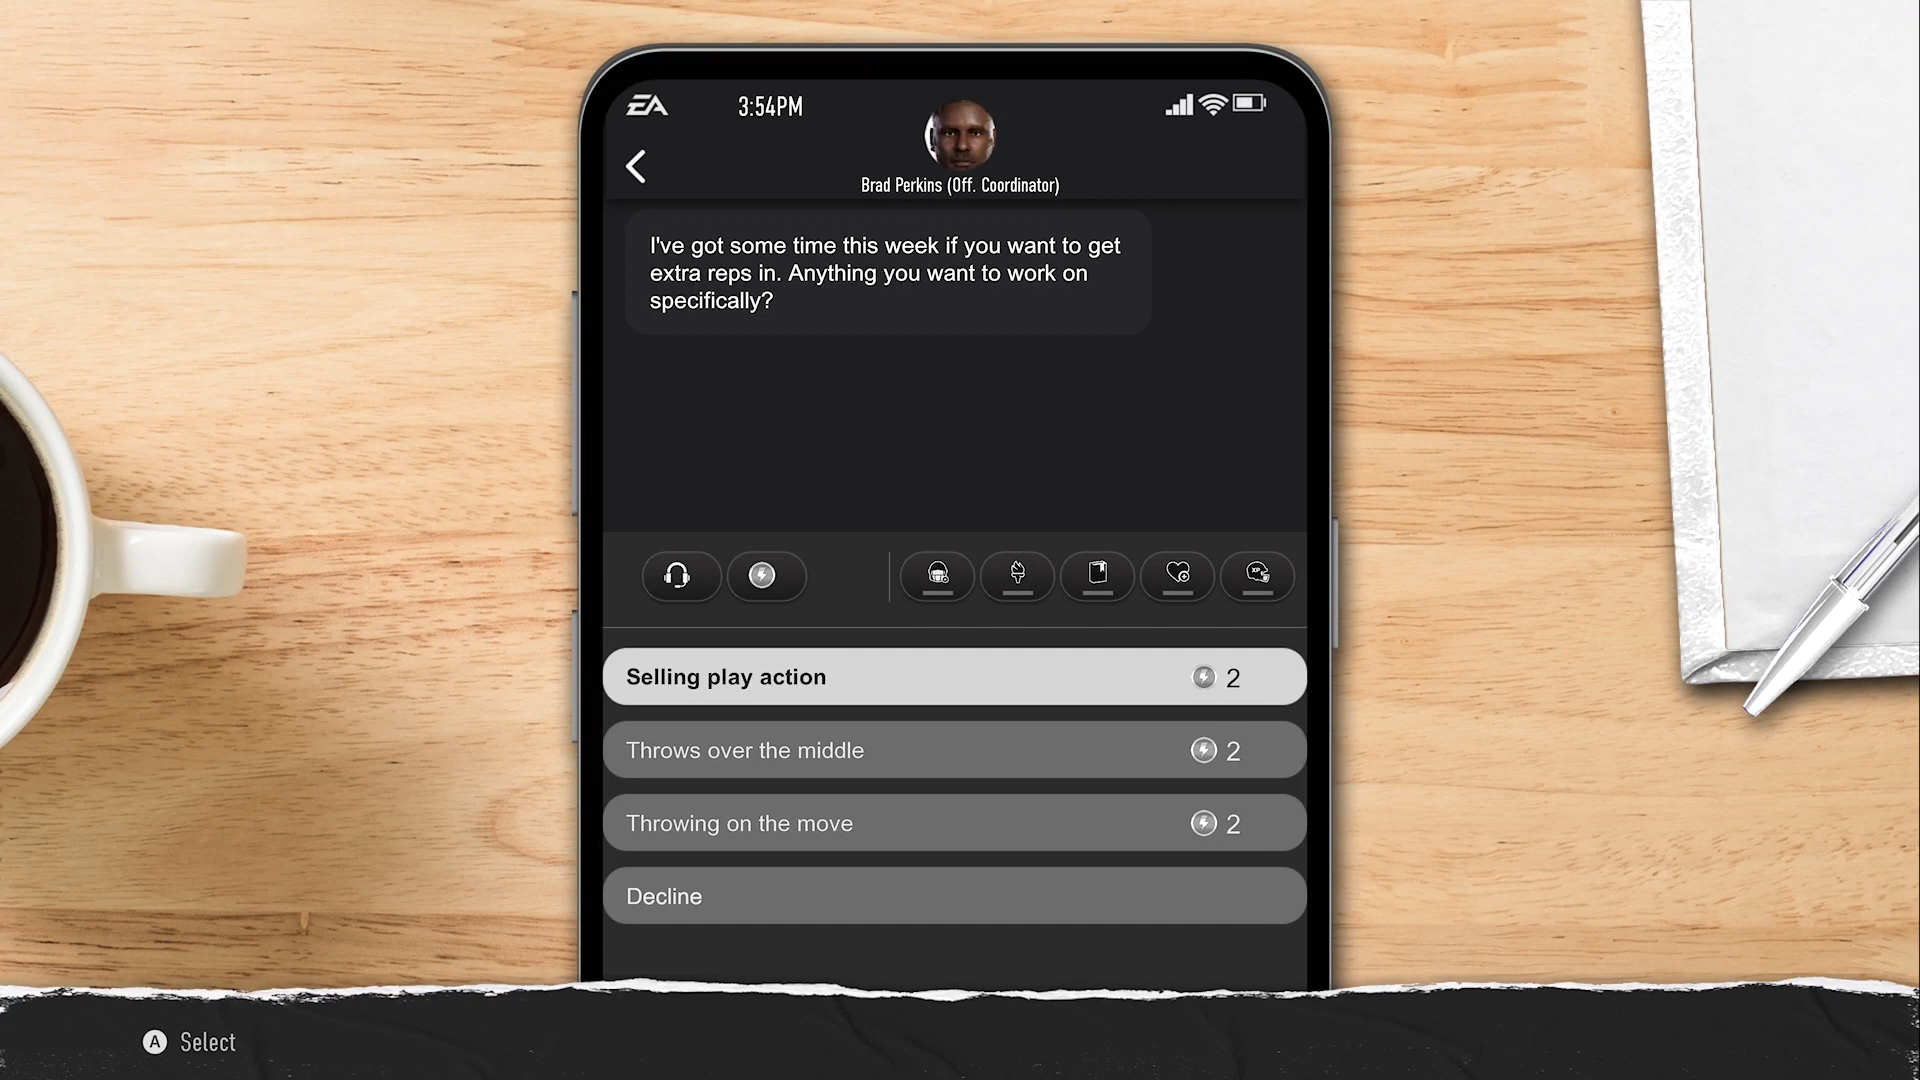 EA
3:54PM
Brad Perkins (Off. Coordinator)
I've got some time this week if you want to get
extra reps in. Anything you want to work on
specifically?
XP
Selling play action 2
Throws over the middle 2
Throwing on the move 2
Decline
A Select